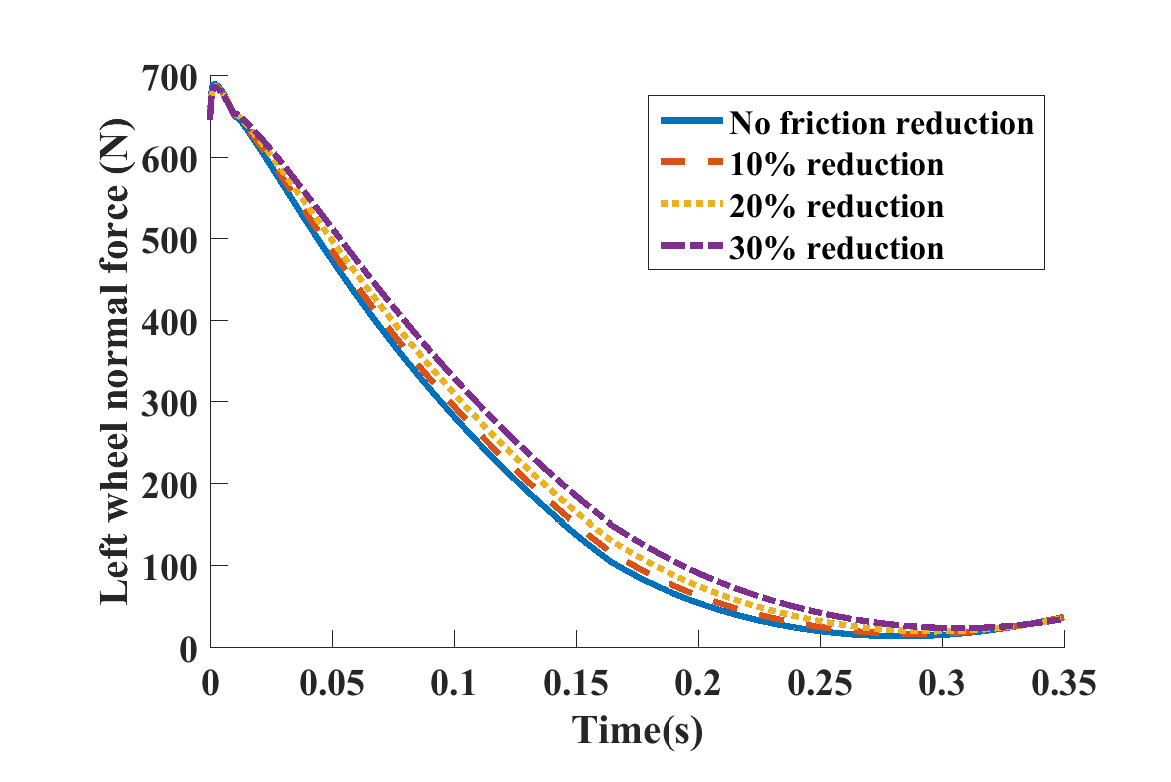 700
600
500
400
300
200
100
0
Left wheel normal force (N)
No friction reduction
10% reduction
20% reduction
30% reduction
0 0.05 0.1 0.15 0.2 0.25 0.3 0.35
Time(s)